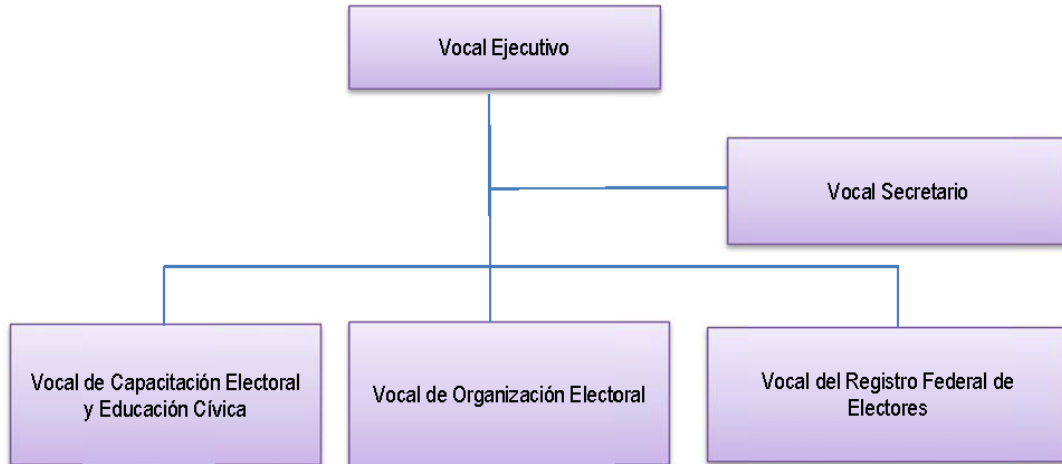 Vocal Ejecutivo
Vocal Secretario
Vocal de Capacitación Electoral
y Educación Cívica
Vocal de Organización Electoral
Vocal del Registro Federal de
Electores